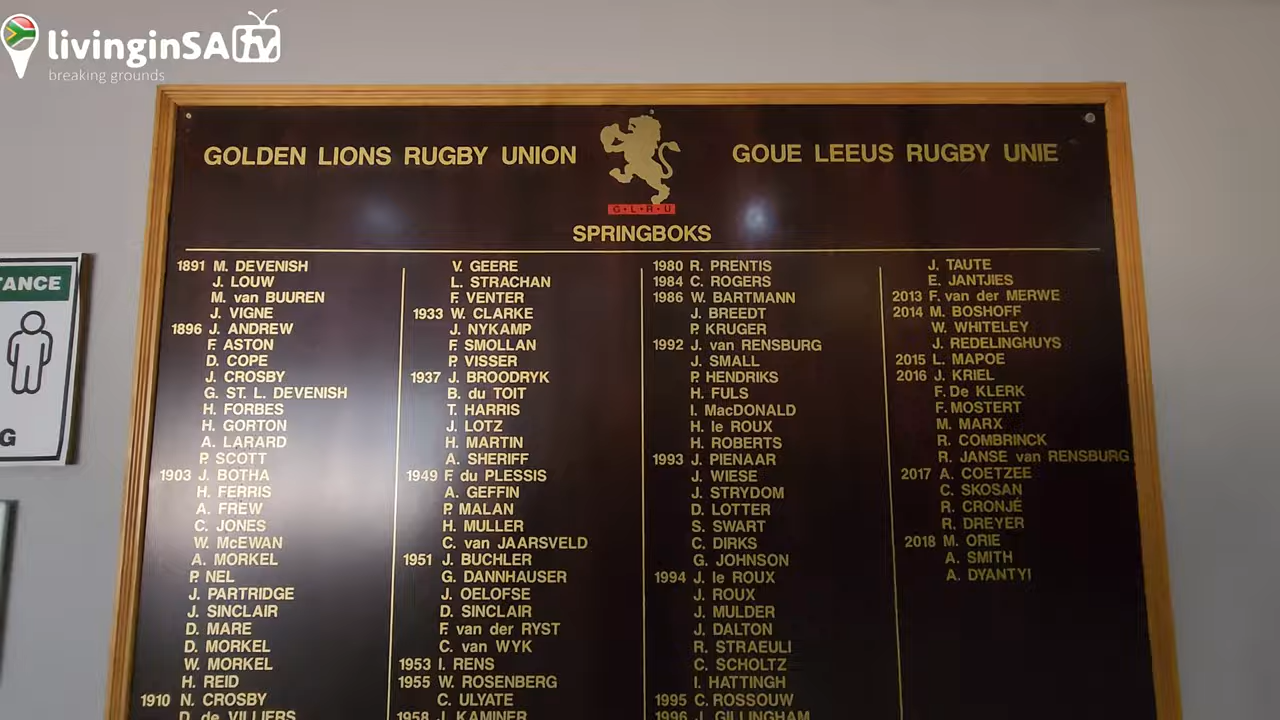 livinginSA tv
breaking grounds
GOLDEN LIONS RUGBY UNION
GOUE LEEUS RUGBY UNIE
G·L·R·U
SPRINGBOKS
1891 M. DEVENISH
J. LOUW
M. van BUUREN
J. VIGNE
1896 J. ANDREW
F. ASTON
D. COPE
J. CROSBY
G. ST. L. DEVENISH
H. FORBES
H. GORTON
A. LARARD
P. SCOTT
1903 J. BOTHA
H. FERRIS
A. FREW
C. JONES
W. McEWAN
A. MORKEL
P. NEL
J. PARTRIDGE
J. SINCLAIR
D. MARE
D. MORKEL
W. MORKEL
H. REID
1910 N. CROSBY
D. de VILLIERS
V. GEERE
L. STRACHAN
F. VENTER
1933 W. CLARKE
J. NYKAMP
F. SMOLLAN
P. VISSER
1937 J. BROODRYK
B. du TOIT
T. HARRIS
J. LOTZ
H. MARTIN
A. SHERIFF
1949 F. du PLESSIS
A. GEFFIN
P. MALAN
H. MULLER
C. van JAARSVELD
1951 J. BUCHLER
G. DANNHAUSER
J. OELOFSE
D. SINCLAIR
F. van der RYST
C. van WYK
1953 I. RENS
1955 W. ROSENBERG
C. ULYATE
1958 J. KAMINER
1980 R. PRENTIS
1984 C. ROGERS
1986 W. BARTMANN
J. BREEDT
P. KRUGER
1992 J. van RENSBURG
J. SMALL
P. HENDRIKS
H. FULS
I. MacDONALD
H. le ROUX
H. ROBERTS
1993 J. PIENAAR
J. WIESE
J. STRYDOM
D. LOTTER
S. SWART
C. DIRKS
G. JOHNSON
1994 J. le ROUX
J. ROUX
J. MULDER
J. DALTON
R. STRAEULI
C. SCHOLTZ
I. HATTINGH
1995 C. ROSSOUW
1996 J. GILLINGHAM
J. TAUTE
E. JANTJIES
2013 F. van der MERWE
2014 M. BOSHOFF
W. WHITELEY
J. REDELINGHUYS
2015 L. MAPOE
2016 J. KRIEL
F. De KLERK
F. MOSTERT
M. MARX
R. COMBRINCK
R. JANSE van RENSBURG
2017 A. COETZEE
C. SKOSAN
R. CRONJÉ
R. DREYER
2018 M. ORIE
A. SMITH
A. DYANTYI
TANCE
G